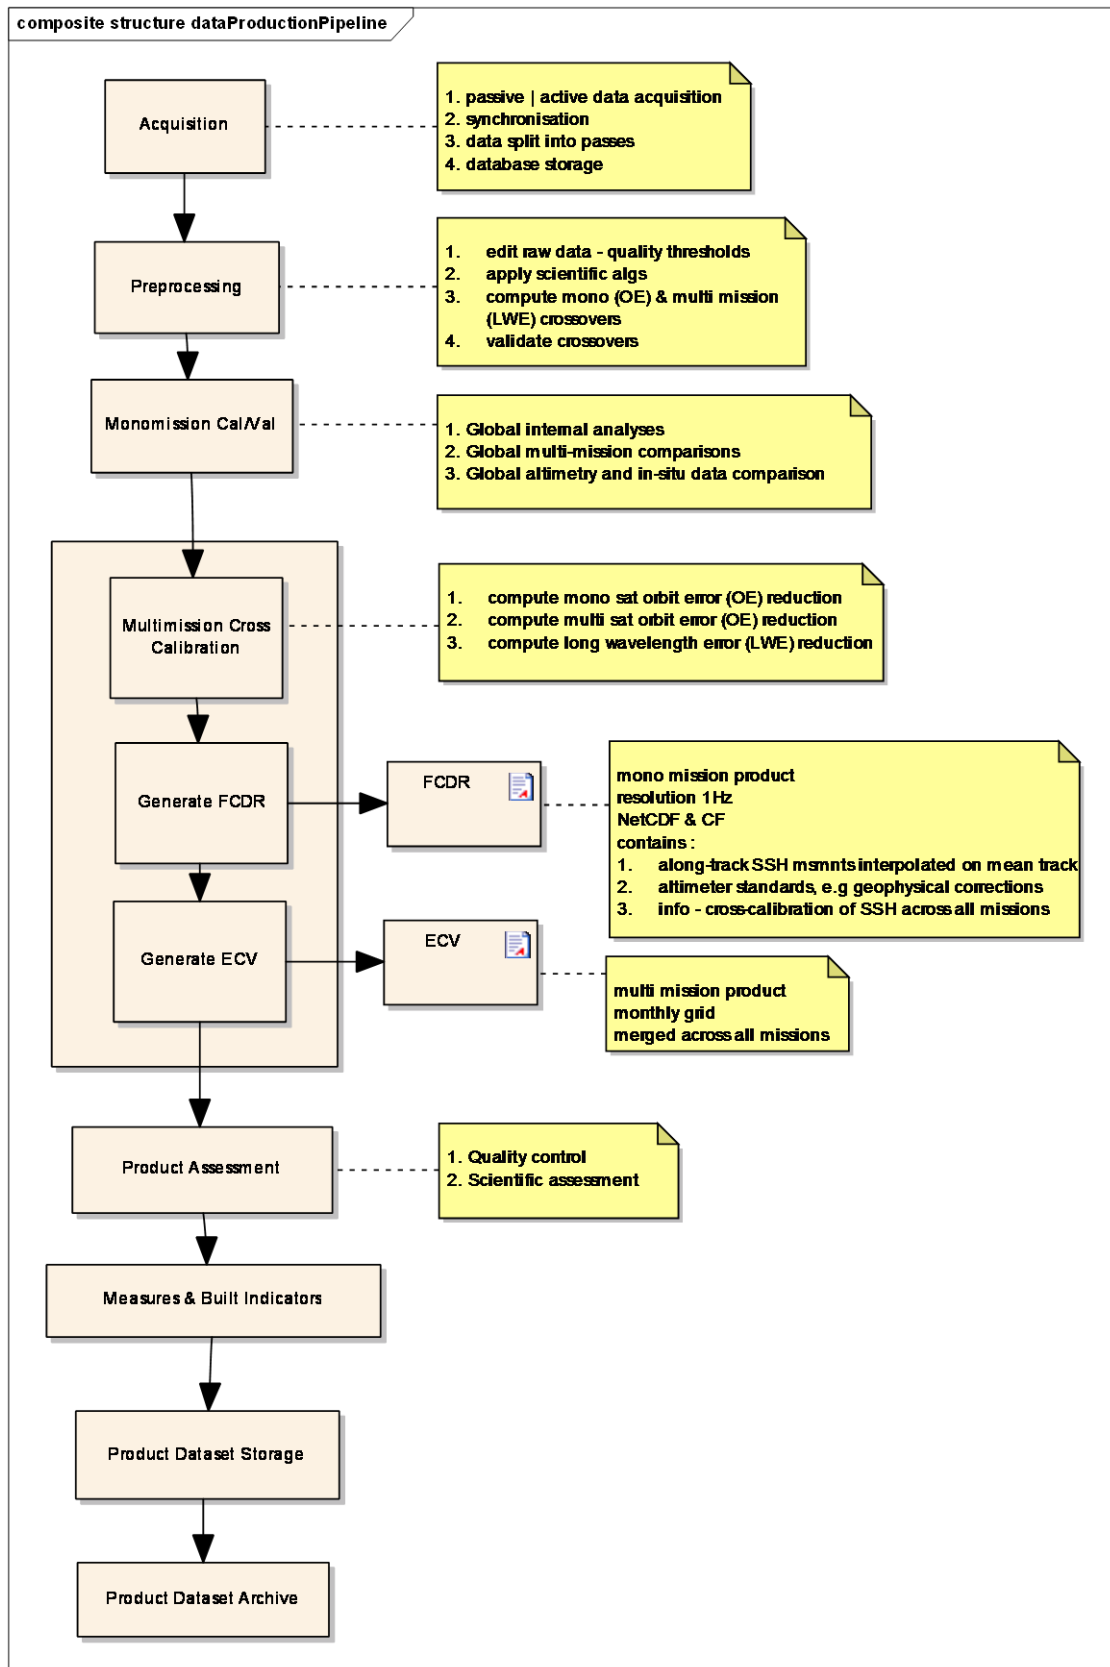 composite structure dataProductionPipeline
Acquisition
1. passive | active data acquisition
2. synchronisation
3. data split into passes
4. database storage
Preprocessing
1. edit raw data - quality thresholds
2. apply scientific algs
3. compute mono (OE) & multi mission
(LWE) crossovers
4. validate crossovers
Monomission Cal/Val
1. Global internal analyses
2. Global multi-mission comparisons
3. Global altimetry and in-situ data comparison
Multimission Cross
Calibration
1. compute mono sat orbit error (OE) reduction
2. compute multi sat orbit error (OE) reduction
3. compute long wavelength error (LWE) reduction
Generate FCDR
FCDR
mono mission product
resolution 1Hz
NetCDF & CF
contains :
1. along-track SSH msmnts interpolated on mean track
2. altimeter standards, e.g geophysical corrections
3. info - cross-calibration of SSH across all missions
Generate ECV
ECV
multi mission product
monthly grid
merged across all missions
Product Assessment
1. Quality control
2. Scientific assessment
Measures & Built Indicators
Product Dataset Storage
Product Dataset Archive